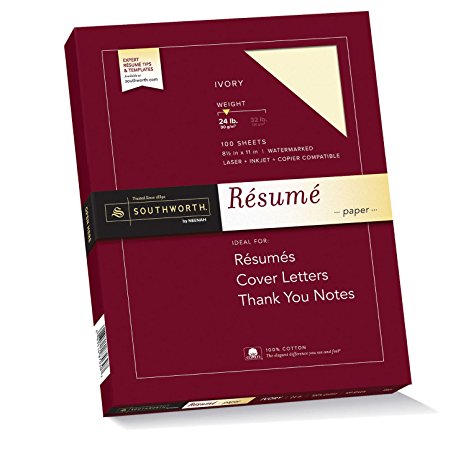 EXPERT
RÉSUMÉ TIPS
& TEMPLATES
Available at
southworth.com
IVORY
WEIGHT
24 lb. 32 lb.
90 g/m²
100 SHEETS
8½ in x 11 in | WATERMARKED
LASER + INKJET + COPIER COMPATIBLE
Trusted Since 1839
SOUTHWORTH
by NEENAH
Résumé
paper
IDEAL FOR:
Résumés
Cover Letters
Thank You Notes
100% COTTON
The elegant difference you see and feel®
SOUTHWORTH
Résumé paper
IVORY